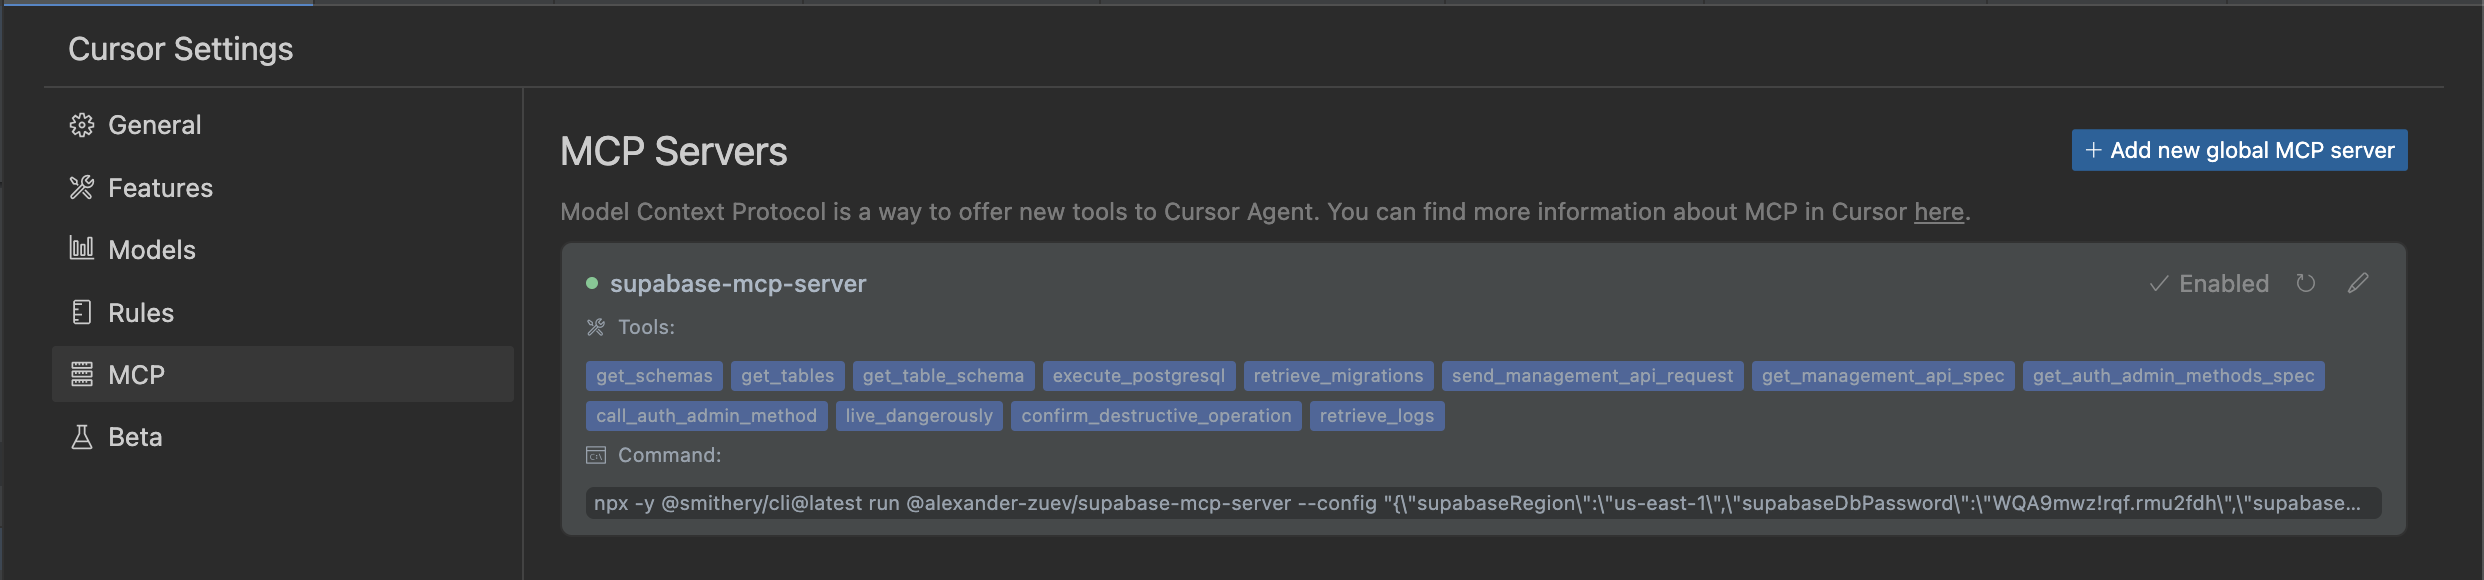 Cursor Settings
General
Features
Models
Rules
MCP
Beta
MCP Servers
+ Add new global MCP server
Model Context Protocol is a way to offer new tools to Cursor Agent. You can find more information about MCP in Cursor here.
supabase-mcp-server
Enabled
Tools:
get_schemas get_tables get_table_schema execute_postgresql retrieve_migrations send_management_api_request get_management_api_spec get_auth_admin_methods_spec
call_auth_admin_method live_dangerously confirm_destructive_operation retrieve_logs
Command:
npx -y @smithery/cli@latest run @alexander-zuev/supabase-mcp-server --config "{\"supabaseRegion\":\"us-east-1\",\"supabaseDbPassword\":\"WQA9mwz!rqf.rmu2fdh\",\"supabase...